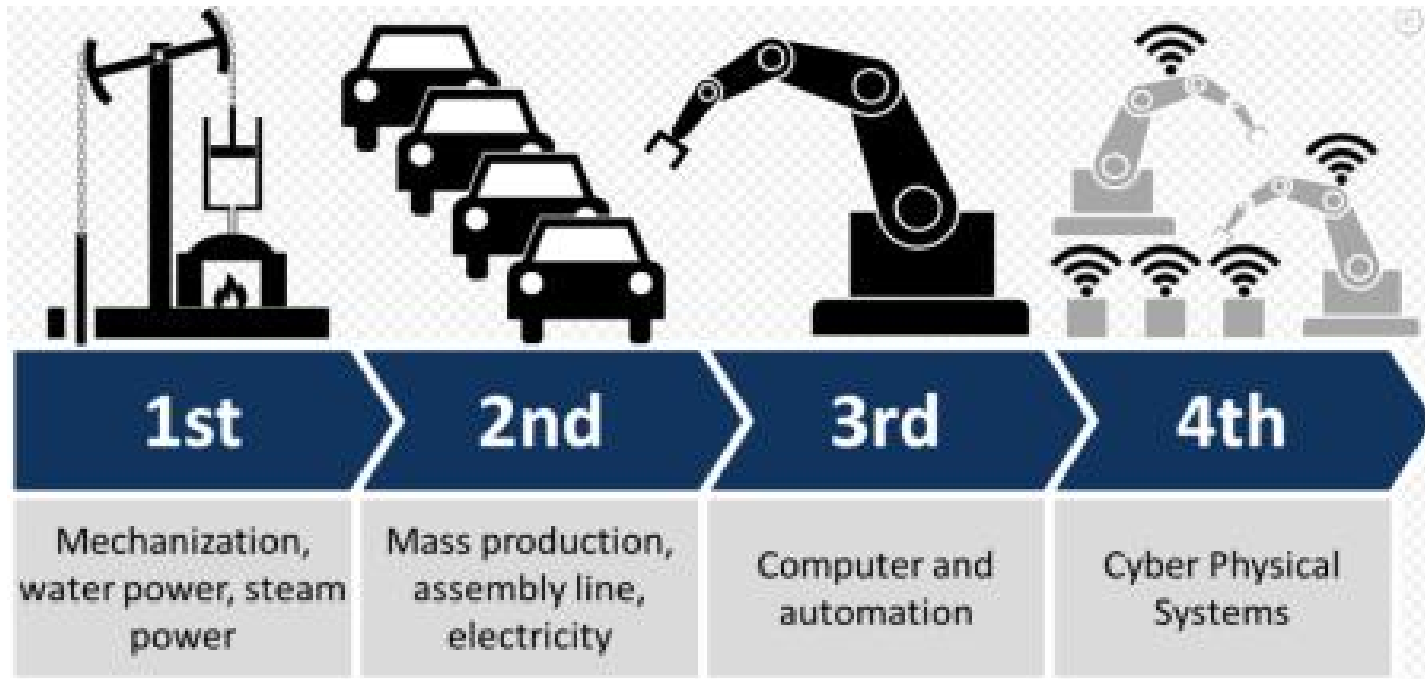 1st
2nd
3rd
4th
Mechanization,
water power, steam
power
Mass production,
assembly line,
electricity
Computer and
automation
Cyber Physical
Systems